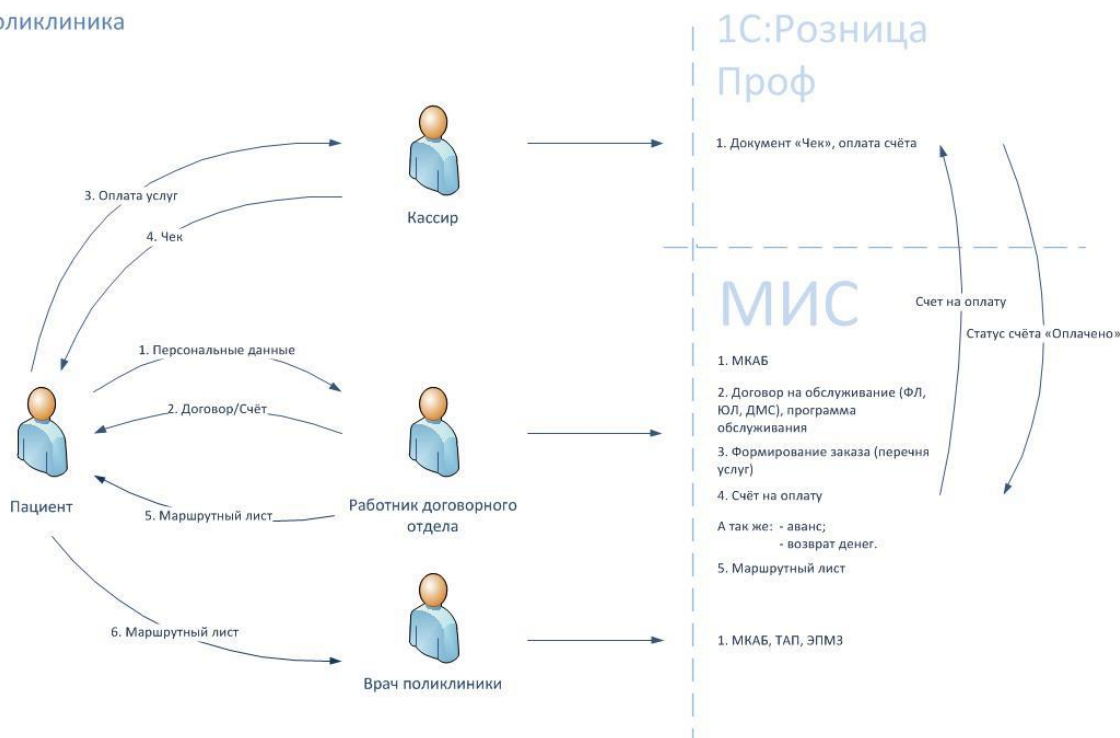 оликлиника
1С:Розница
Проф
1. Документ «Чек», оплата счёта
3. Оплата услуг
Кассир
4. Чек
МИС
Счет на оплату
Статус счёта «Оплачено»
1. Персональные данные
1. МКАБ
2. Договор на обслуживание (ФЛ,
ЮЛ, ДМС), программа
обслуживания
2. Договор/Счёт
3. Формирование заказа (перечня
услуг)
4. Счёт на оплату
Пациент
Работник договорного
отдела
5. Маршрутный лист
А так же: - аванс;
- возврат денег.
5. Маршрутный лист
6. Маршрутный лист
1. МКАБ, ТАП, ЭПМЗ
Врач поликлиники